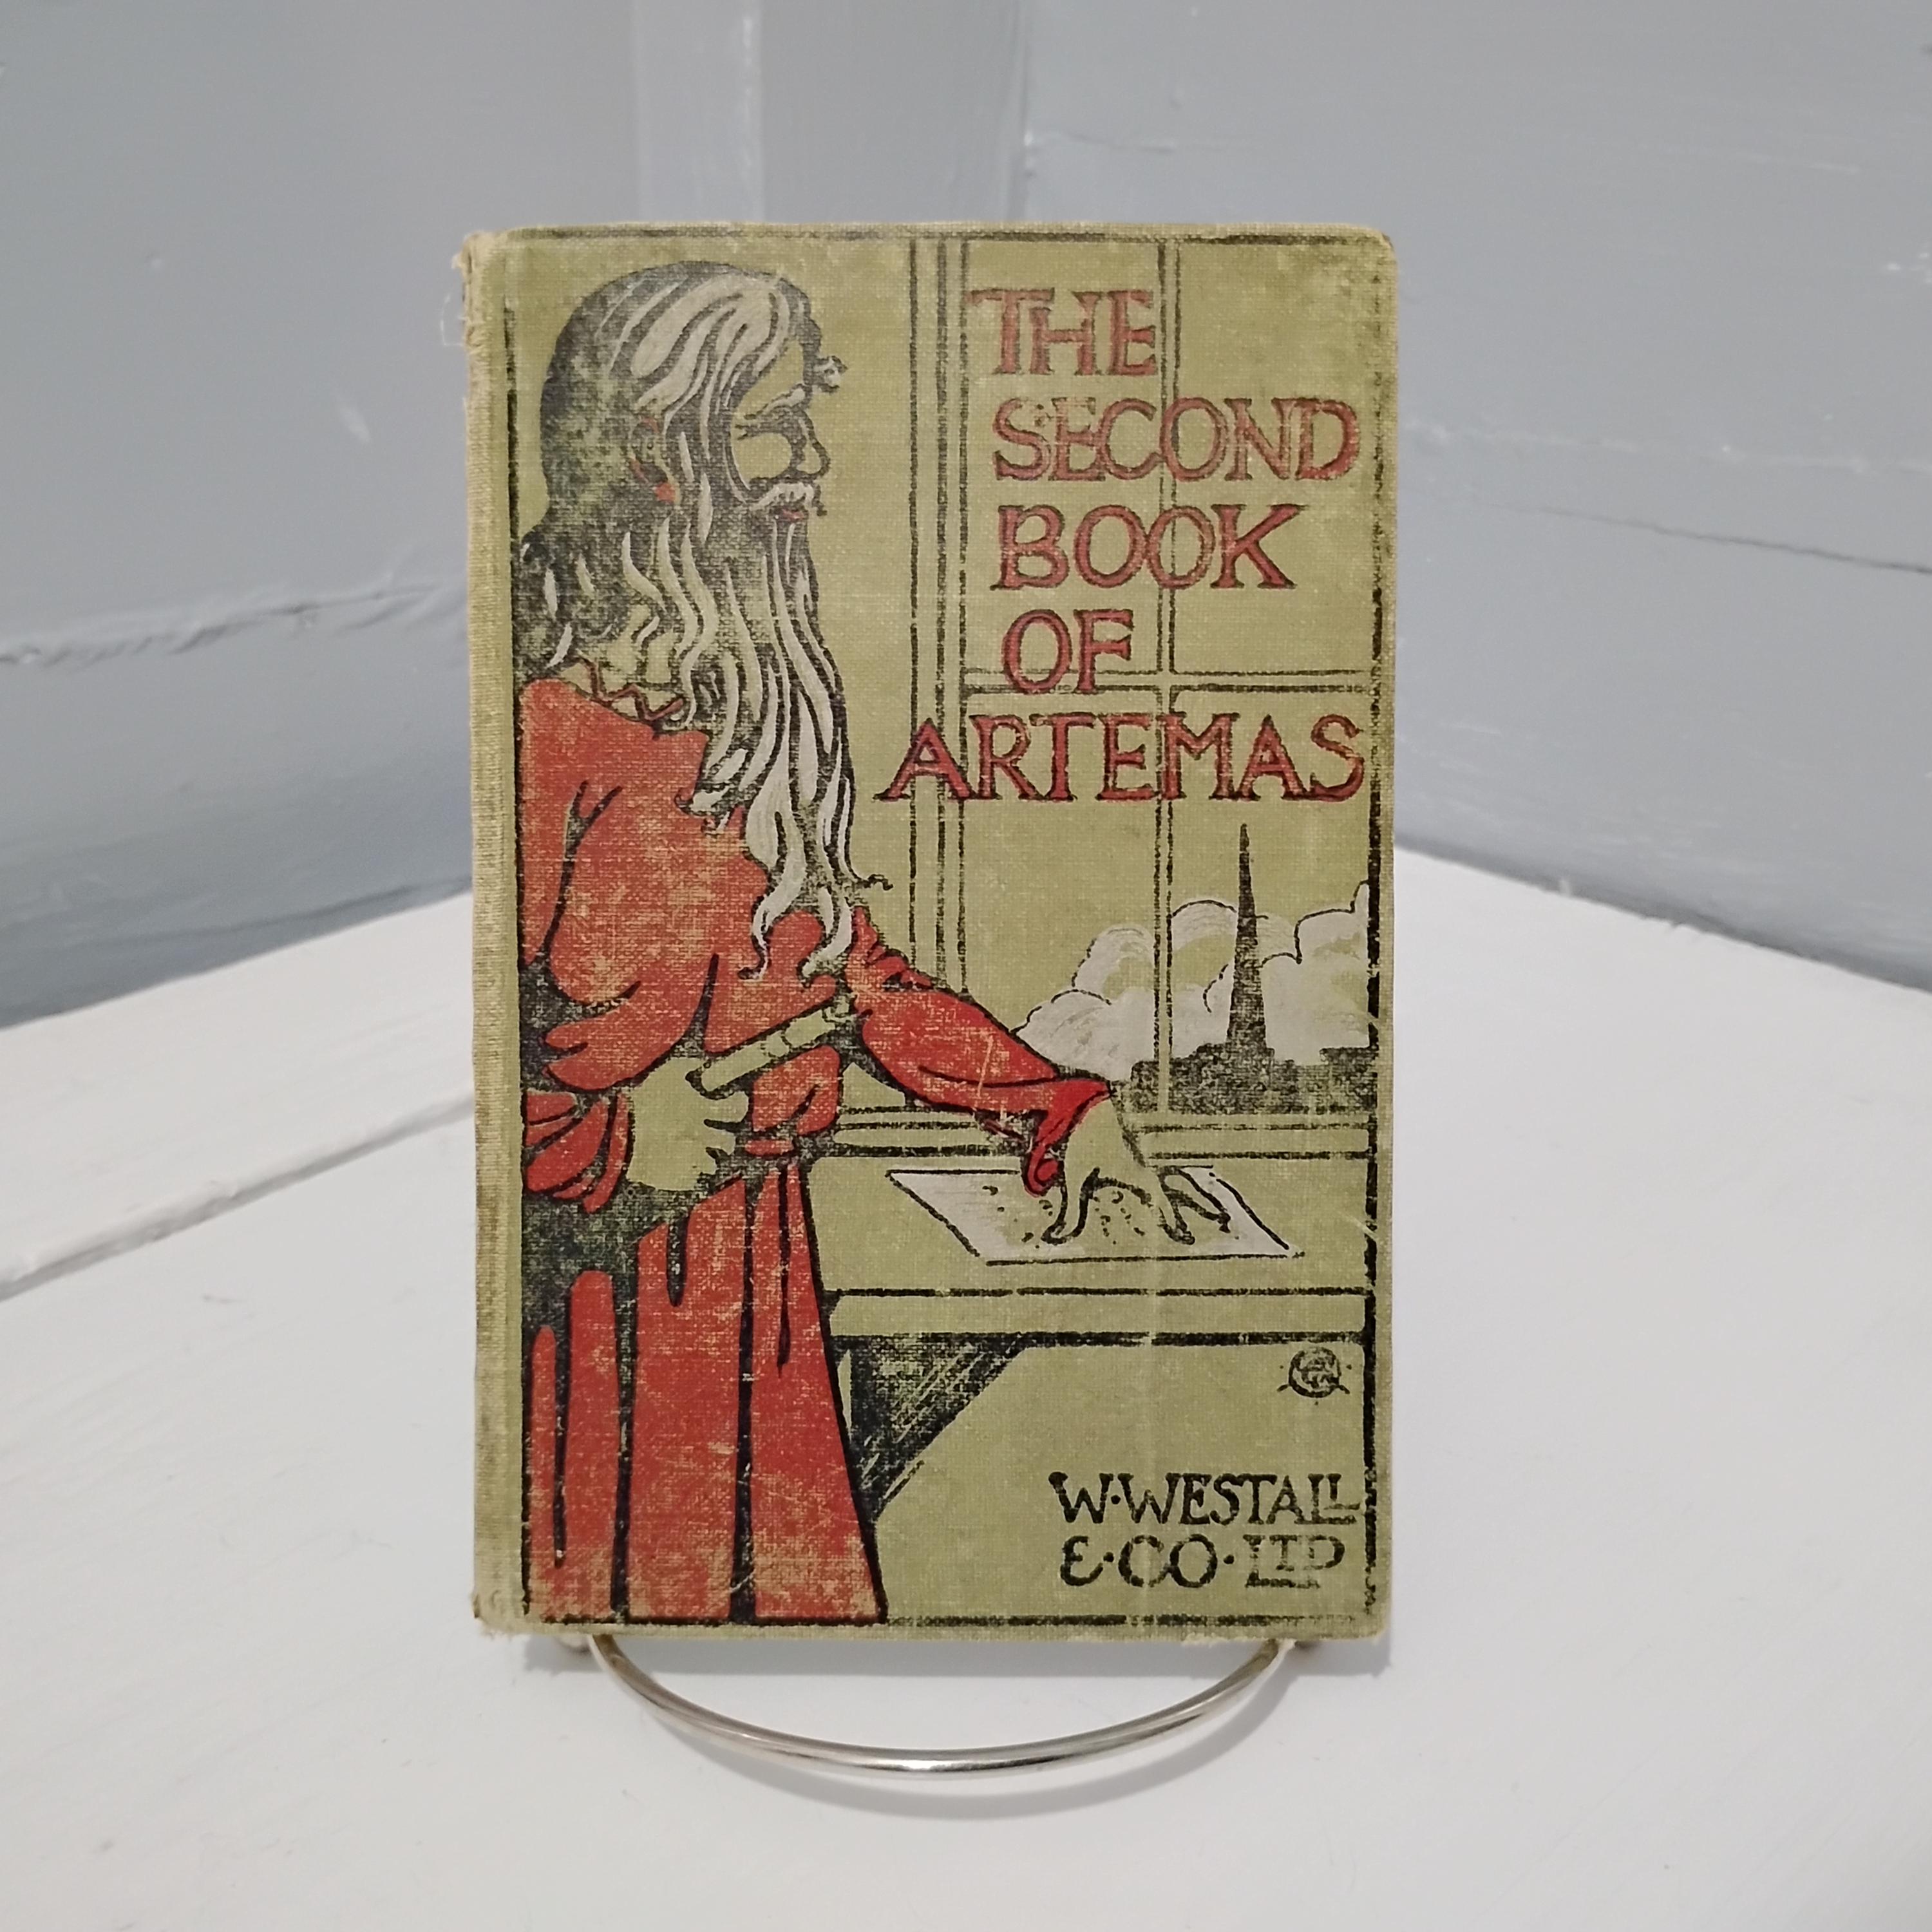 THE
SECOND
BOOK
OF
ARTEMAS
W·WESTALL
&·CO·LTD